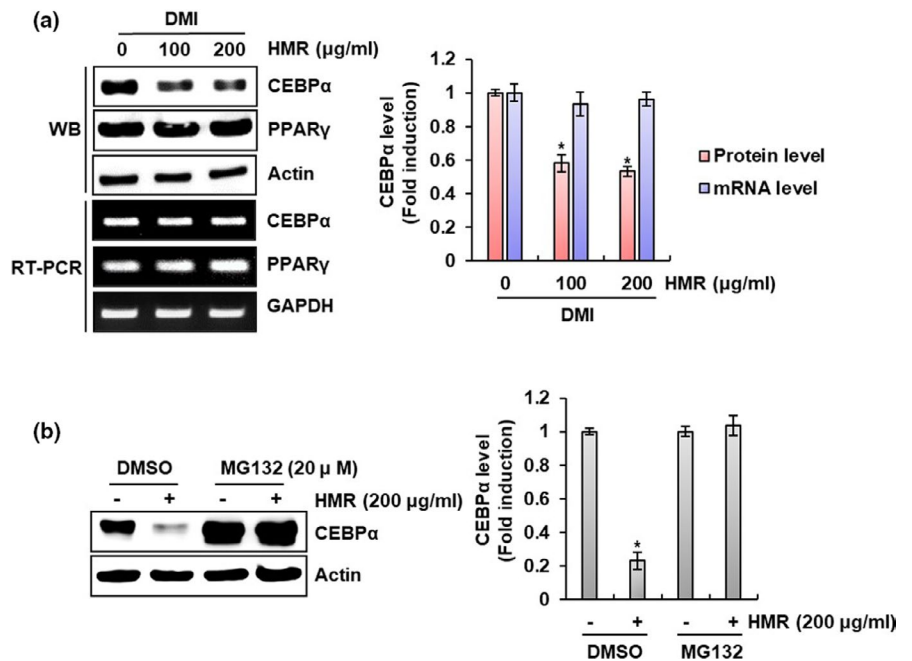 (a)
DMI
0 100 200 HMR (µg/ml)
WB
CEBPα
PPARγ
Actin
RT-PCR
CEBPα
PPARγ
GAPDH
CEBPα level
(Fold induction)
1.2
1
0.8
0.6
0.4
0.2
0
* *
0 100 200 HMR (µg/ml)
DMI
Protein level
mRNA level
(b)
DMSO MG132 (20 µ M)
- + - + HMR (200 µg/ml)
CEBPα
Actin
CEBPα level
(Fold induction)
1.2
1
0.8
0.6
0.4
0.2
0
*
- + - + HMR (200 µg/ml)
DMSO MG132